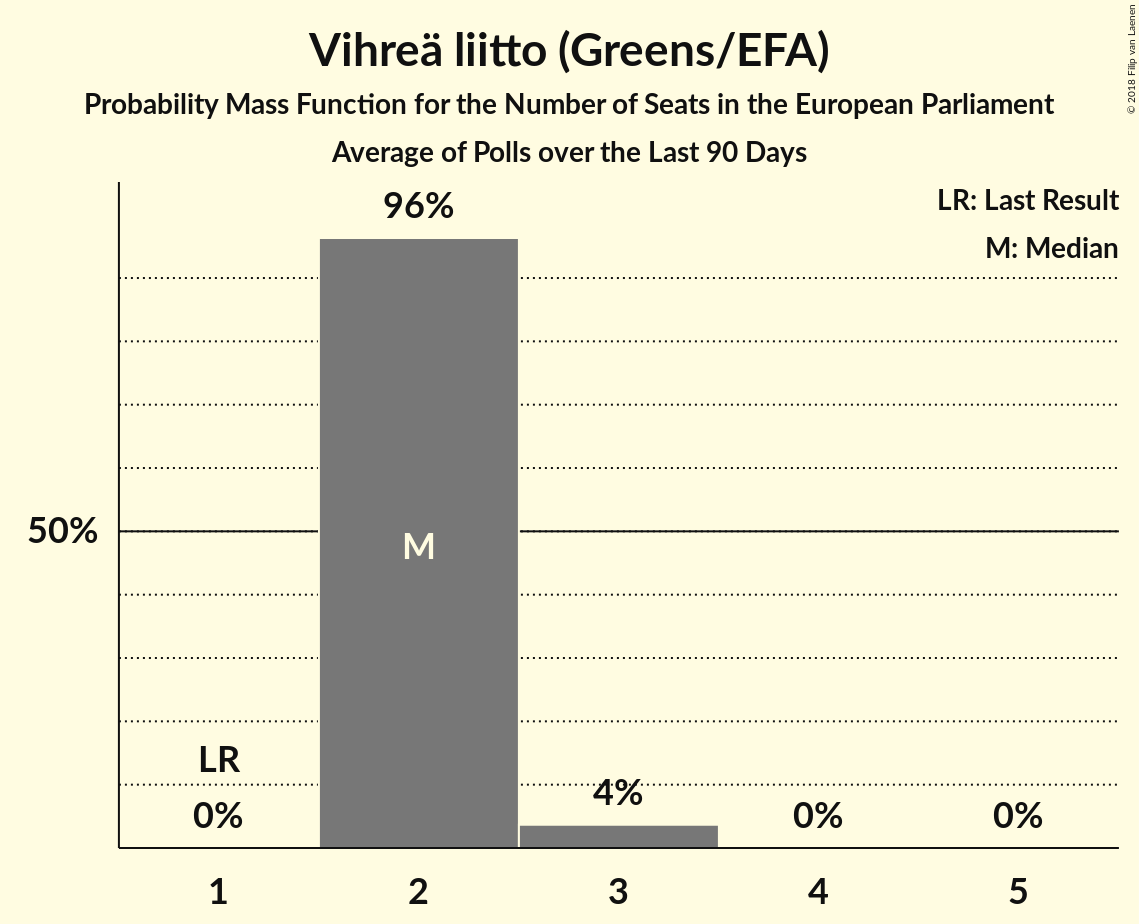 Vihreä liitto (Greens/EFA)
Probability Mass Function for the Number of Seats in the European Parliament
Average of Polls over the Last 90 Days
© 2018 Filip van Laenen
LR: Last Result
M: Median
96%
50%
M
LR
0%
4%
0%
0%
1
2
3
4
5